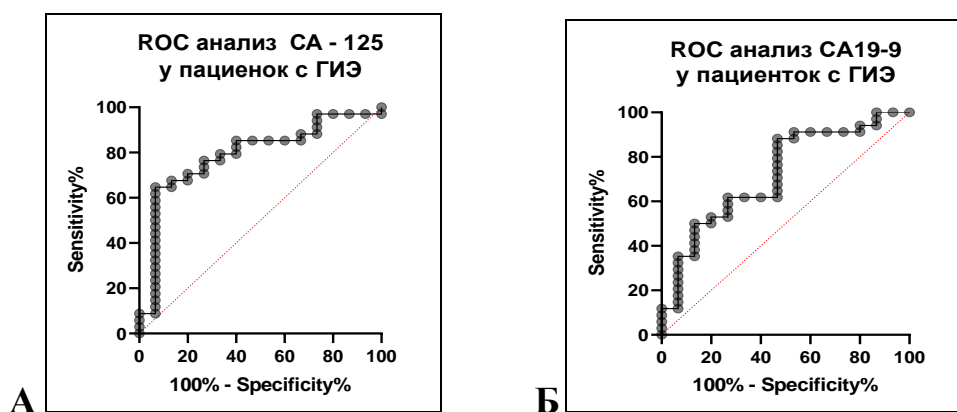 ROC анализ СА - 125
у пациенок с ГИЭ
100
80
60
40
20
0
Sensitivity%
0 20 40 60 80 100
100% - Specificity%
А
ROC анализ СА19-9
у пациенток с ГИЭ
100
80
60
40
20
0
Sensitivity%
0 20 40 60 80 100
100% - Specificity%
Б